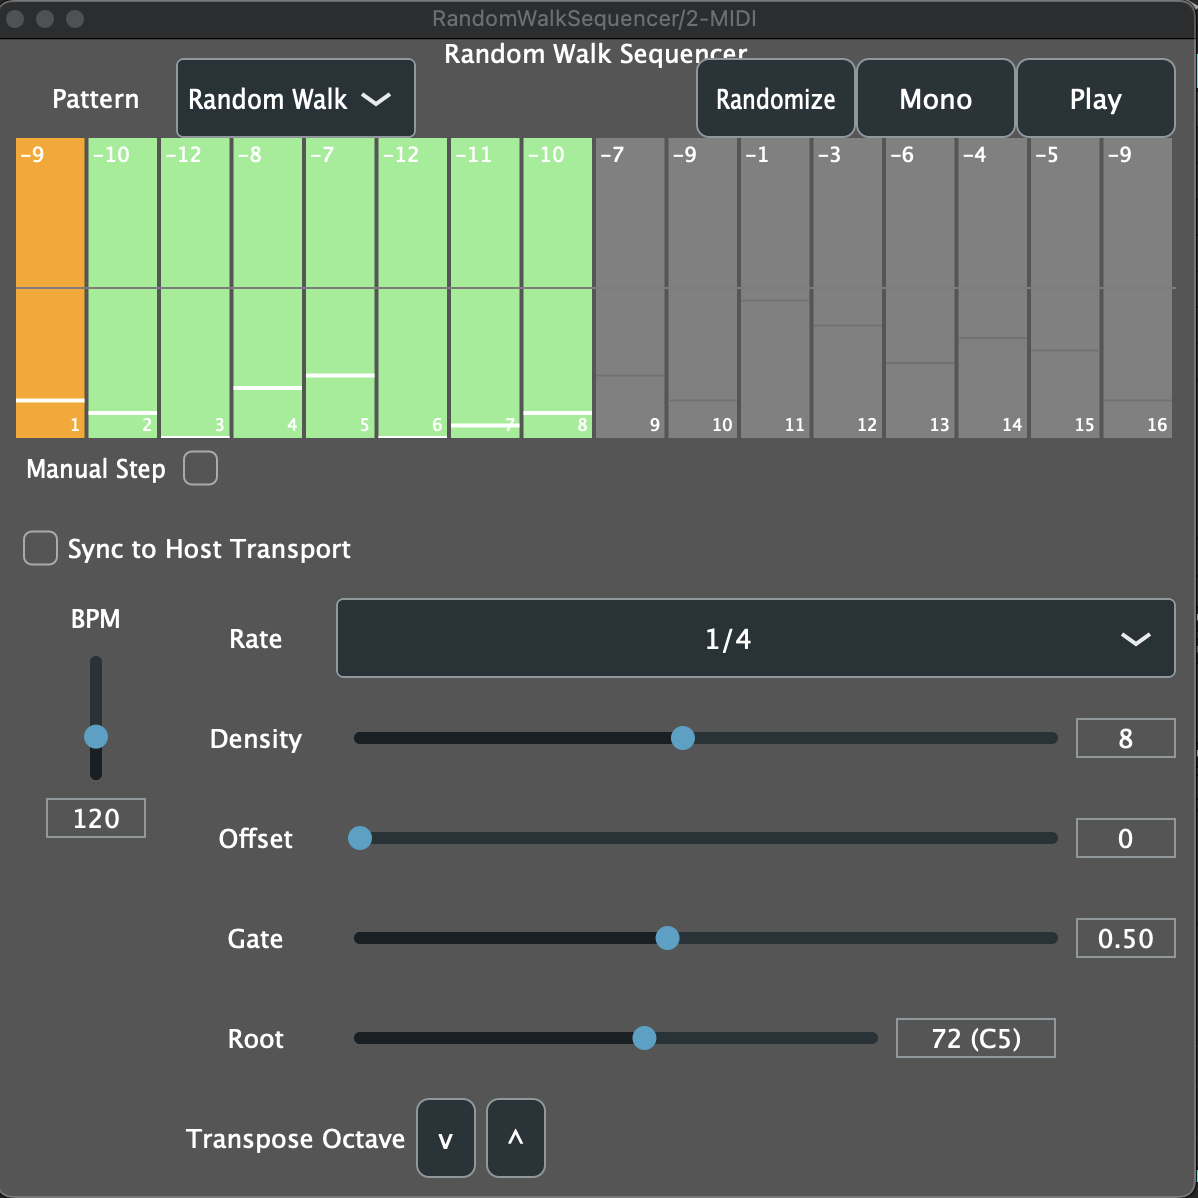 RandomWalkSequencer/2-MIDI
Random Walk Sequencer
Pattern Random Walk Randomize Mono Play
-9 -10 -12 -8 -7 -12 -11 -10 -7 -9 -1 -3 -6 -4 -5 -9
1 2 3 4 5 6 7 8 9 10 11 12 13 14 15 16
Manual Step
Sync to Host Transport
BPM
Rate 1/4
Density 8
120
Offset 0
Gate 0.50
Root 72 (C5)
Transpose Octave v ^